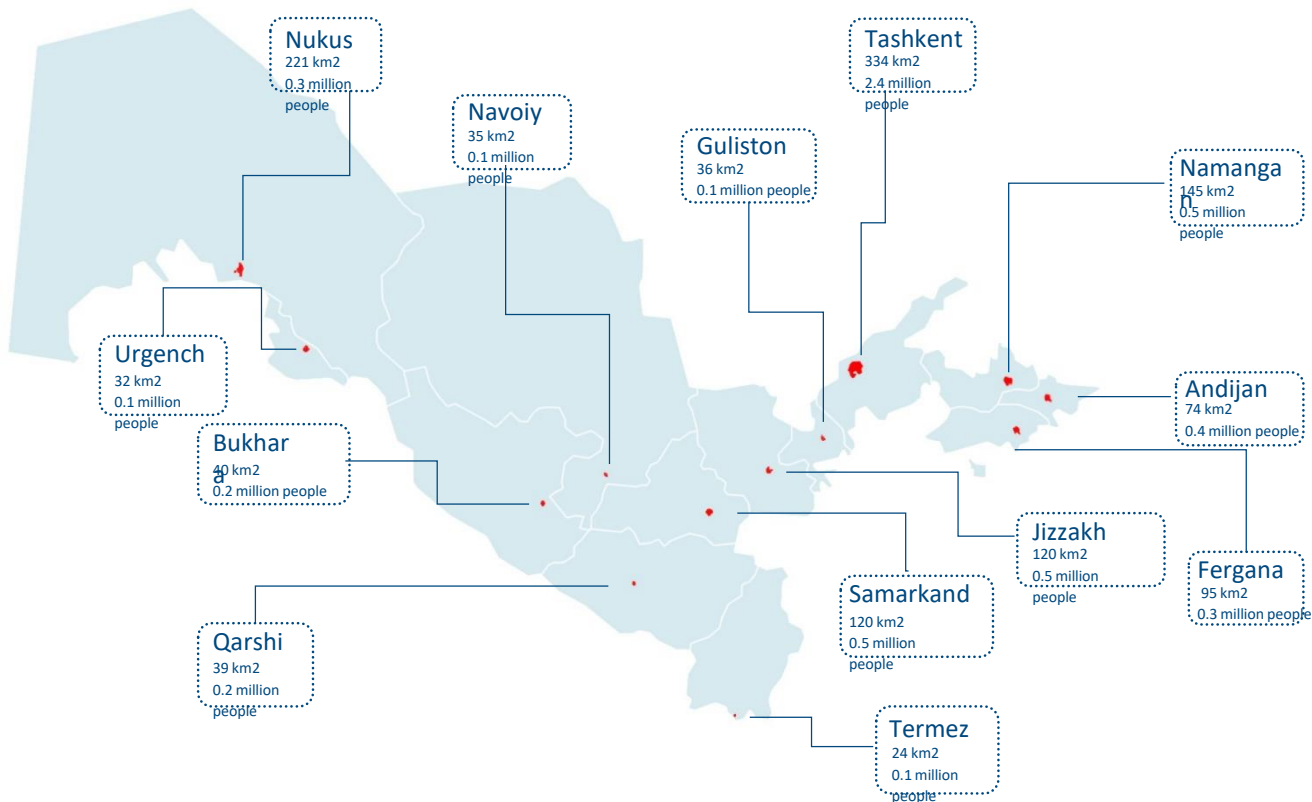 Nukus
221 km2
0.3 million
people
Tashkent
334 km2
2.4 million
people
Navoiy
35 km2
0.1 million
people
Guliston
36 km2
0.1 million people
Namanga
n
145 km2
0.5 million
people
Urgench
32 km2
0.1 million
people
Andijan
74 km2
0.4 million people
Bukhar
a
40 km2
0.2 million people
Jizzakh
120 km2
0.5 million
people
Fergana
95 km2
0.3 million people
Samarkand
120 km2
0.5 million
people
Qarshi
39 km2
0.2 million
people
Termez
24 km2
0.1 million
people